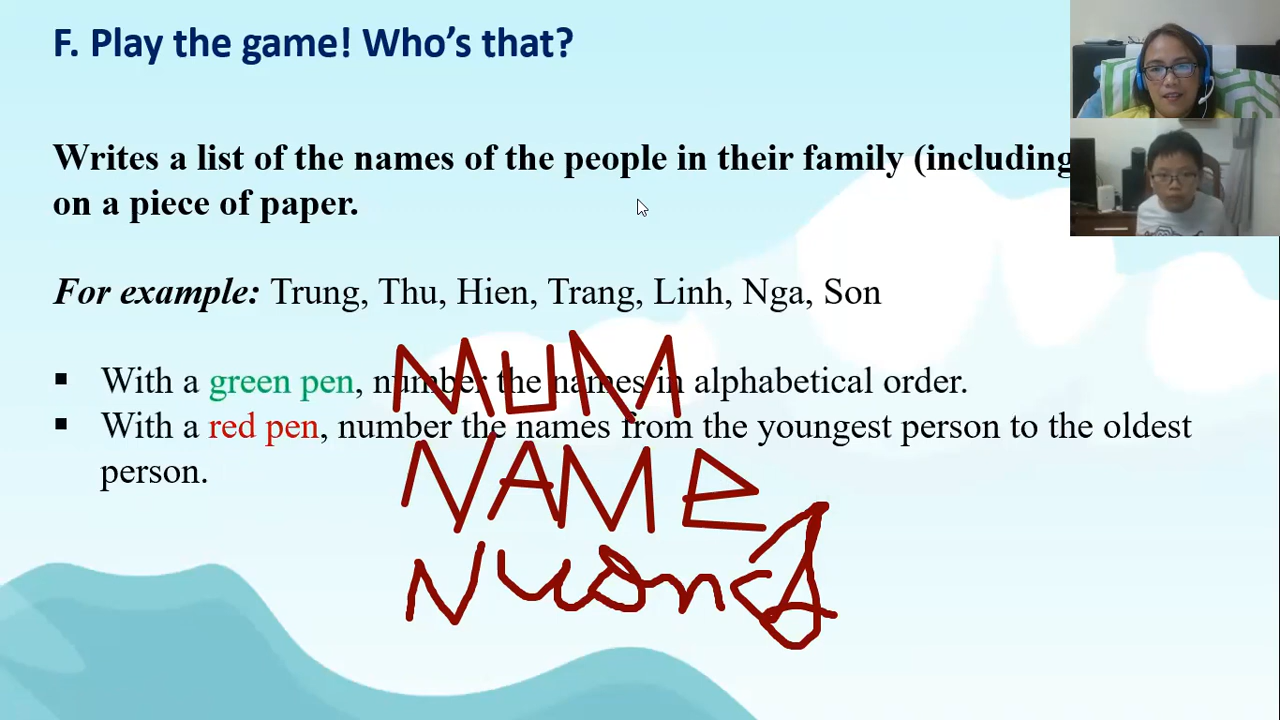 F. Play the game! Who's that?
Writes a list of the names of the people in their family (including
on a piece of paper.
For example: Trung, Thu, Hien, Trang, Linh, Nga, Son
▪ With a green pen, number the names in alphabetical order.
▪ With a red pen, number the names from the youngest person to the oldest
person.
MUM
NAME